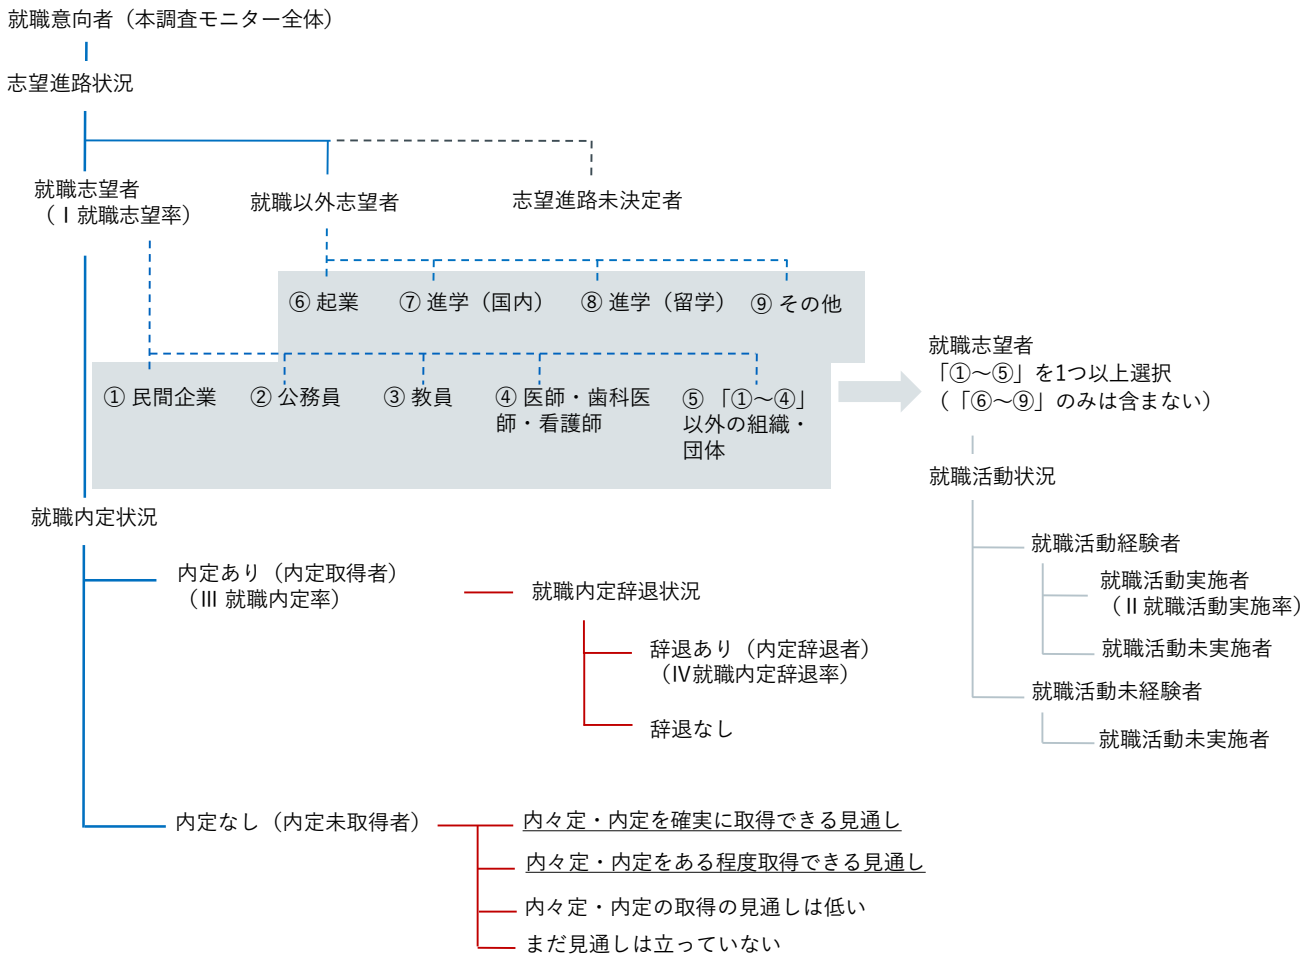 就職意向者（本調査モニター全体）
志望進路状況
就職志望者
（Ⅰ就職志望率）
就職以外志望者
志望進路未決定者
⑥ 起業
⑦ 進学（国内）
⑧ 進学（留学）
⑨ その他
① 民間企業
② 公務員
③ 教員
④ 医師・歯科医
師・看護師
⑤ 「①～④」
以外の組織・
団体
就職志望者
「①～⑤」を1つ以上選択
（「⑥～⑨」のみは含まない）
就職活動状況
就職活動経験者
就職活動実施者
（Ⅱ就職活動実施率）
就職活動未実施者
就職活動未経験者
就職活動未実施者
就職内定状況
内定あり（内定取得者）
（Ⅲ 就職内定率）
就職内定辞退状況
辞退あり（内定辞退者）
（Ⅳ就職内定辞退率）
辞退なし
内定なし（内定未取得者）
内々定・内定を確実に取得できる見通し
内々定・内定をある程度取得できる見通し
内々定・内定の取得の見通しは低い
まだ見通しは立っていない